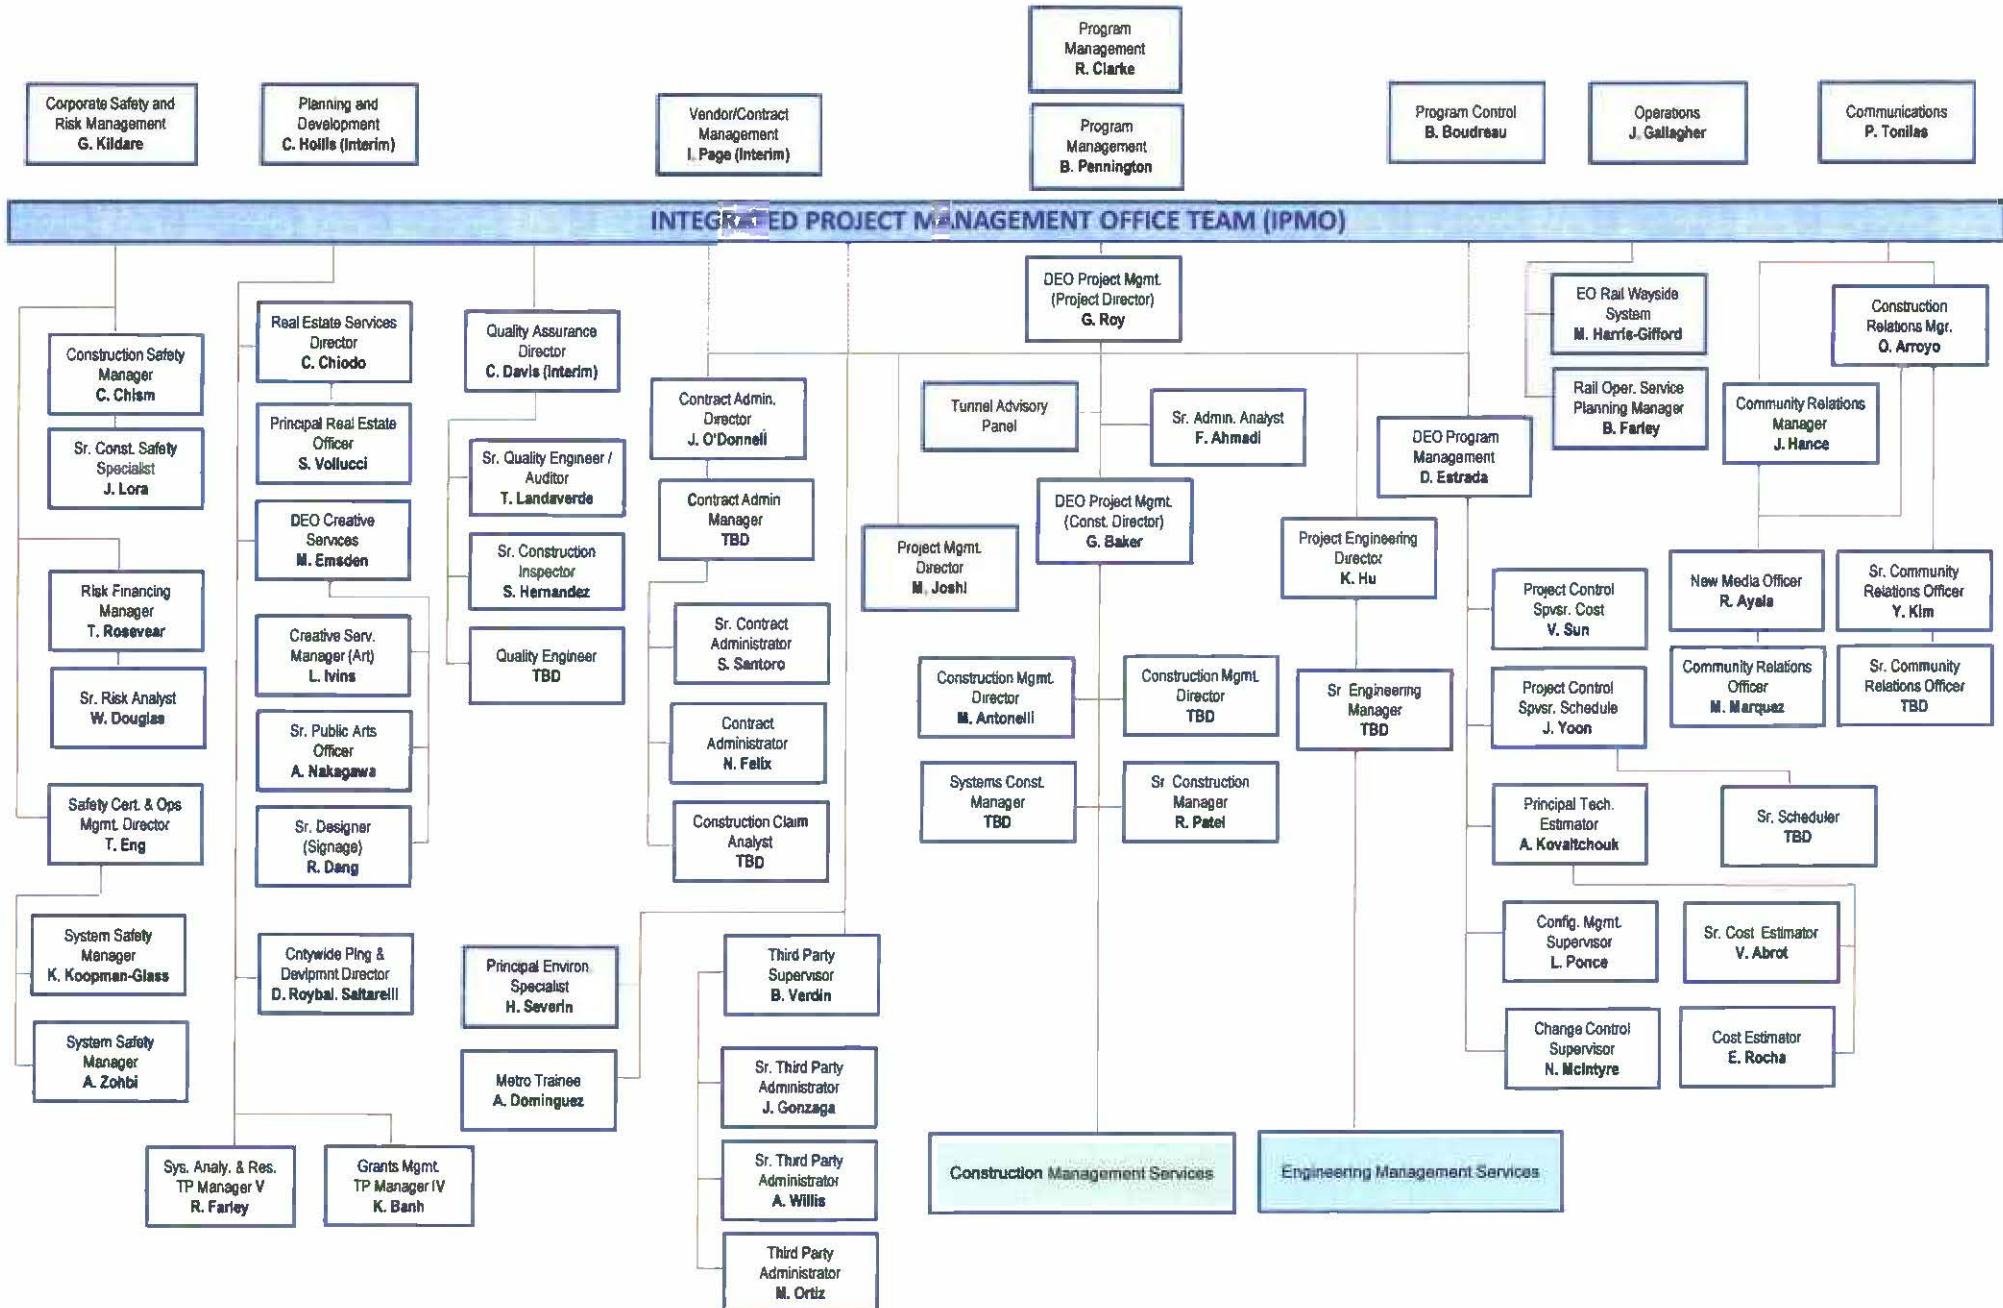 Program
Management
R. Clarke
Corporate Safety and
Risk Management
G. Kildare
Planning and
Development
C. Hollis (Interim)
Vendor/Contract
Management
I. Page (Interim)
Program
Management
B. Pennington
Program Control
B. Boudreau
Operations
J. Gallagher
Communications
P. Tonilas
INTEGRATED PROJECT MANAGEMENT OFFICE TEAM (IPMO)
Construction Safety
Manager
C. Chism
Sr. Const. Safety
Specialist
J. Lora
Risk Financing
Manager
T. Rosevear
Sr. Risk Analyst
W. Douglas
Safety Cert. & Ops
Mgmt. Director
T. Eng
System Safety
Manager
K. Koopman-Glass
System Safety
Manager
A. Zohbi
Real Estate Services
Director
C. Chiodo
Principal Real Estate
Officer
S. Vollucci
DEO Creative
Services
M. Emsden
Creative Serv.
Manager (Art)
L. Ivins
Sr. Public Arts
Officer
A. Nakagawa
Sr. Designer
(Signage)
R. Dang
Cntywide Plng &
Devlpmnt Director
D. Roybal. Saltarelli
Sys. Analy. & Res.
TP Manager V
R. Farley
Grants Mgmt.
TP Manager IV
K. Banh
Quality Assurance
Director
C. Davis (Interim)
Sr. Quality Engineer /
Auditor
T. Landaverde
Sr. Construction
Inspector
S. Hernandez
Quality Engineer
TBD
Principal Environ.
Specialist
H. Severin
Metro Trainee
A. Dominguez
Contract Admin.
Director
J. O'Donnell
Contract Admin
Manager
TBD
Sr. Contract
Administrator
S. Santoro
Contract
Administrator
N. Felix
Construction Claim
Analyst
TBD
Third Party
Supervisor
B. Verdin
Sr. Third Party
Administrator
J. Gonzaga
Sr. Third Party
Administrator
A. Willis
Third Party
Administrator
M. Ortiz
DEO Project Mgmt.
(Project Director)
G. Roy
Tunnel Advisory
Panel
Sr. Admin. Analyst
F. Ahmadi
Project Mgmt.
Director
M. Joshi
DEO Project Mgmt.
(Const. Director)
G. Baker
Construction Mgmt.
Director
M. Antonelli
Construction Mgmt.
Director
TBD
Systems Const.
Manager
TBD
Sr Construction
Manager
R. Patel
Construction Management Services
Project Engineering
Director
K. Hu
Sr Engineering
Manager
TBD
Engineering Management Services
DEO Program
Management
D. Estrada
Project Control
Spvsr. Cost
V. Sun
Project Control
Spvsr. Schedule
J. Yoon
Sr. Scheduler
TBD
Principal Tech.
Estimator
A. Kovaltchouk
Config. Mgmt.
Supervisor
L. Ponce
Sr. Cost Estimator
V. Abrot
Change Control
Supervisor
N. McIntyre
Cost Estimator
E. Rocha
EO Rail Wayside
System
M. Harris-Gifford
Rail Oper. Service
Planning Manager
B. Farley
Construction
Relations Mgr.
O. Arroyo
Community Relations
Manager
J. Hance
New Media Officer
R. Ayala
Sr. Community
Relations Officer
Y. Kim
Community Relations
Officer
M. Marquez
Sr. Community
Relations Officer
TBD